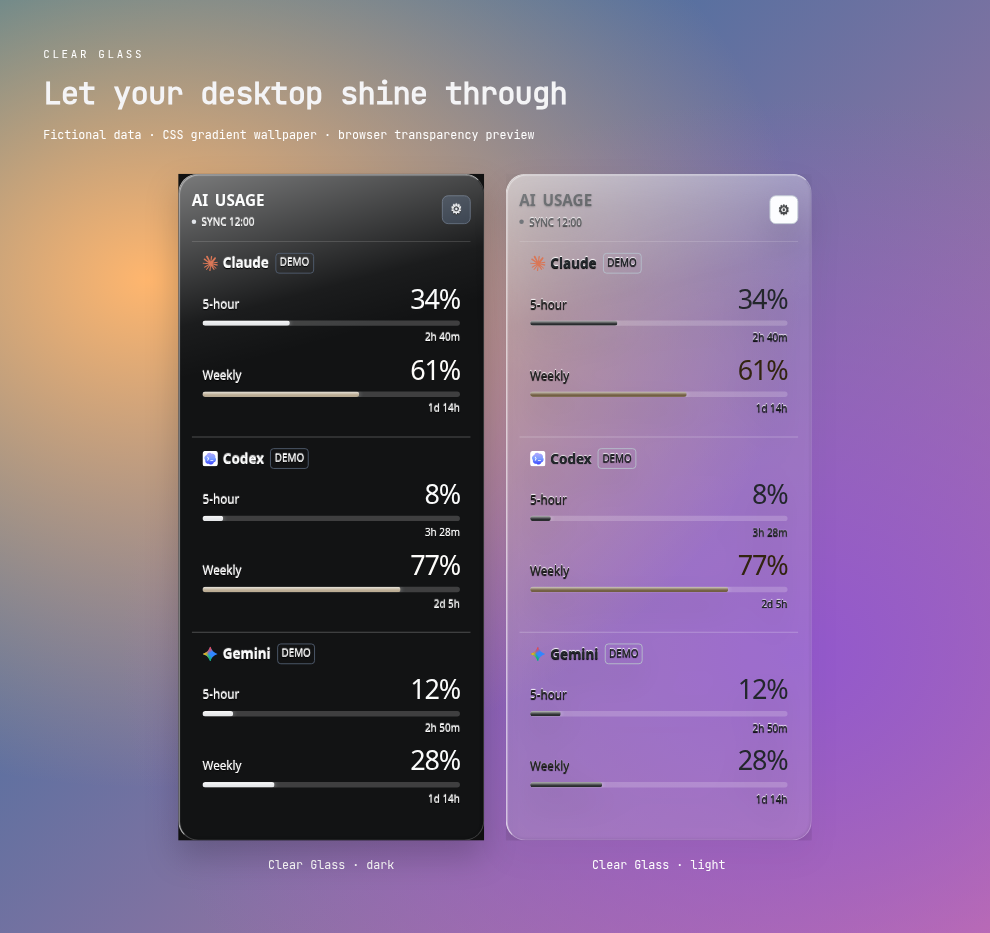 CLEAR GLASS
Let your desktop shine through
Fictional data · CSS gradient wallpaper · browser transparency preview
AI USAGE
SYNC 12:00
Claude DEMO
5-hour 34%
2h 40m
Weekly 61%
1d 14h
Codex DEMO
5-hour 8%
3h 28m
Weekly 77%
2d 5h
Gemini DEMO
5-hour 12%
2h 50m
Weekly 28%
1d 14h
Clear Glass · dark
AI USAGE
SYNC 12:00
Claude DEMO
5-hour 34%
2h 40m
Weekly 61%
1d 14h
Codex DEMO
5-hour 8%
3h 28m
Weekly 77%
2d 5h
Gemini DEMO
5-hour 12%
2h 50m
Weekly 28%
1d 14h
Clear Glass · light